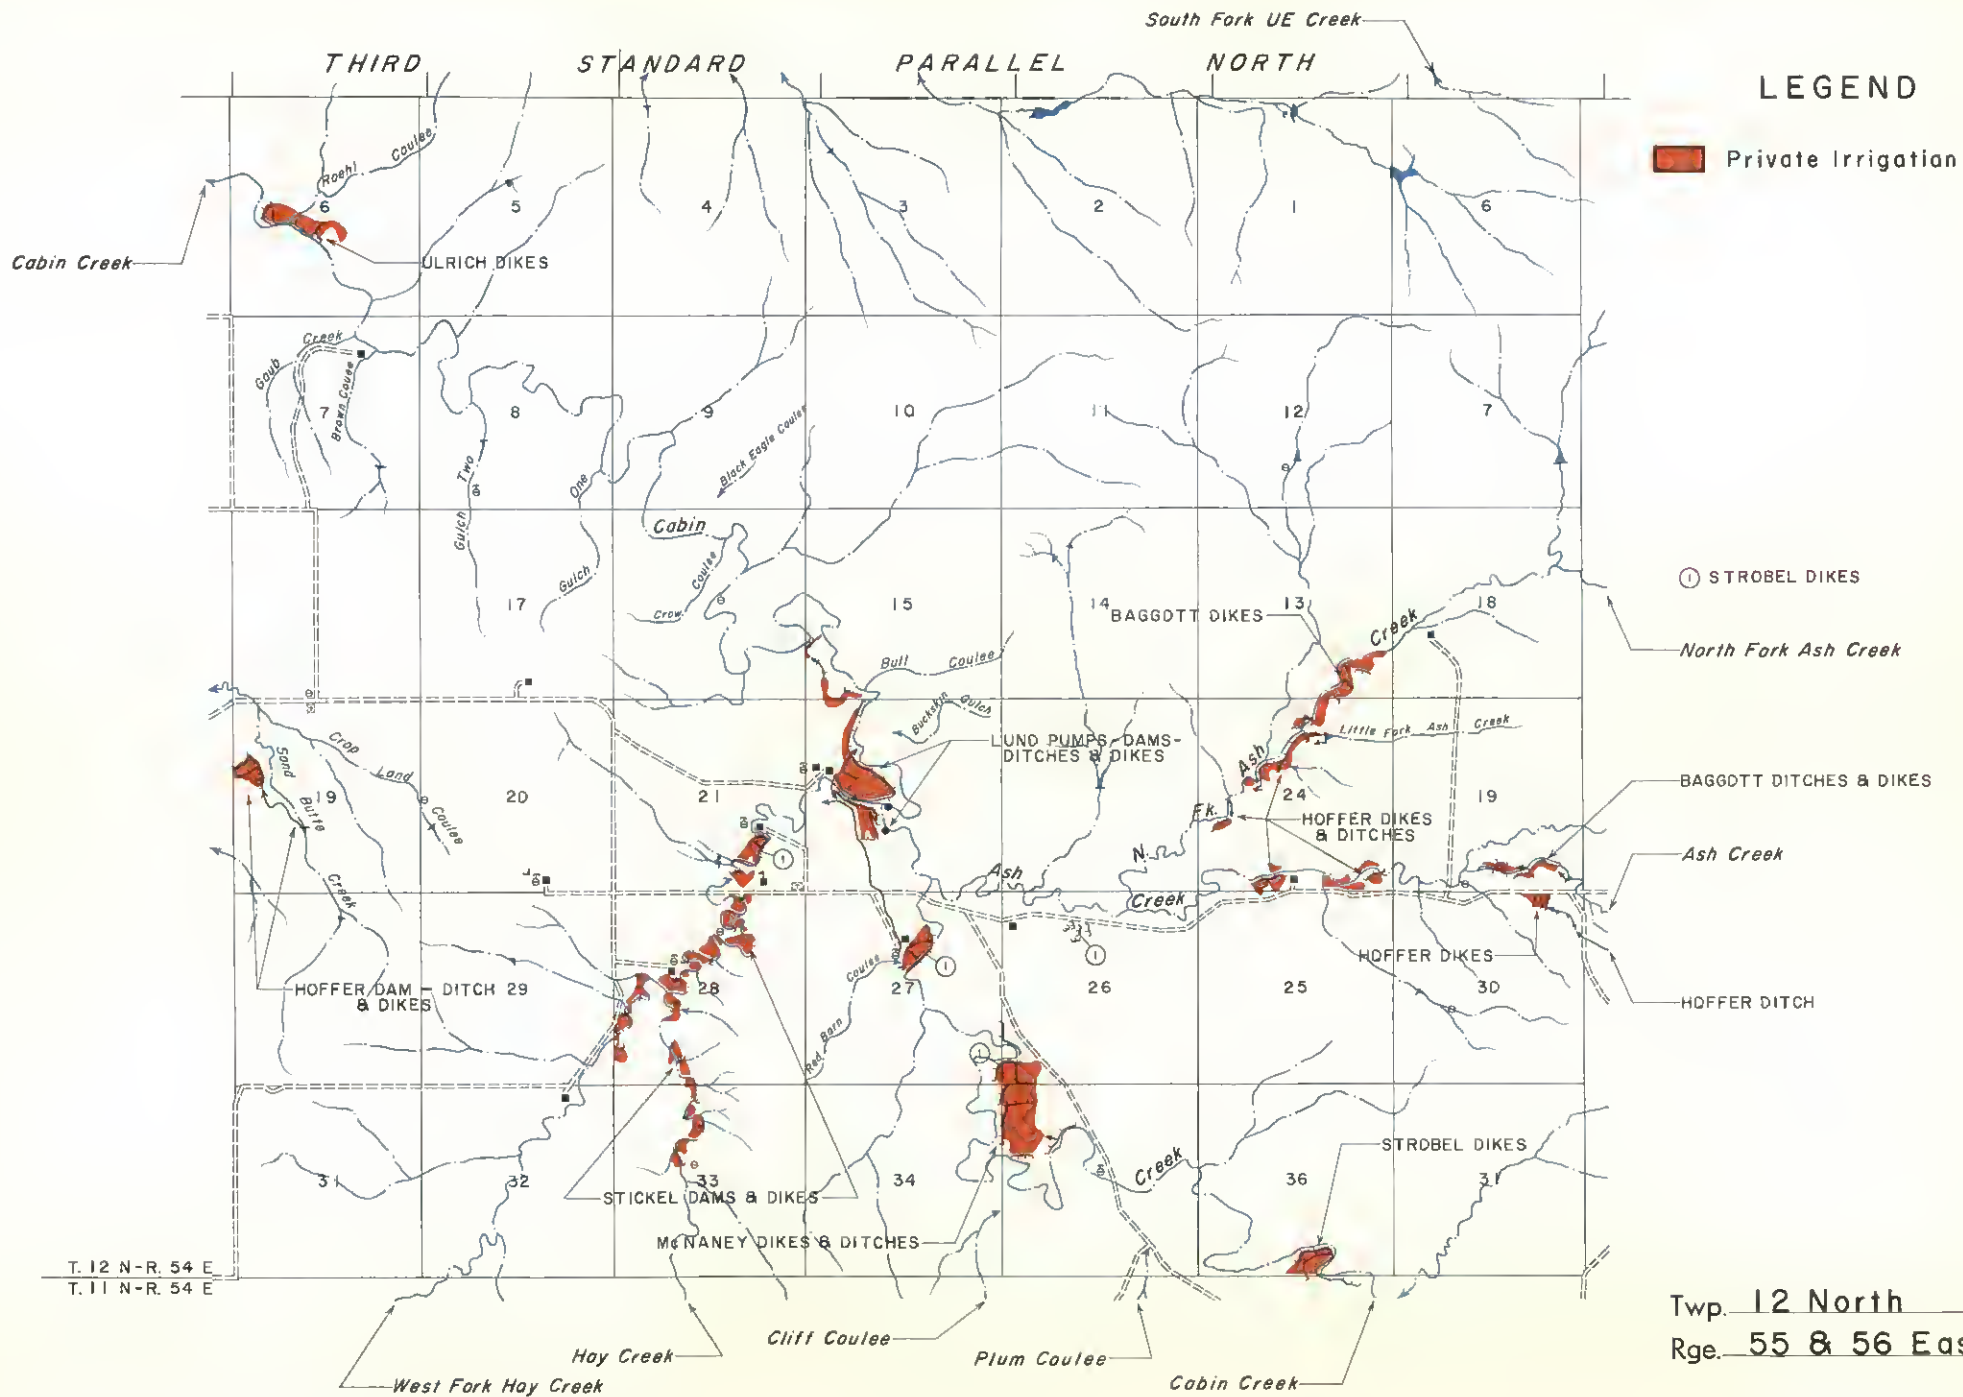 South Fork UE Creek
THIRD STANDARD PARALLEL NORTH
LEGEND
Private Irrigation
Roehl Coulee
6
5
4
3
2
1
6
Cabin Creek
ULRICH DIKES
Gaub Creek
Brown Coulee
7
8
9
10
11
12
7
Gulch Two
Gulch One
Black Eagle Coulee
Cabin
Crow Coulee
17
15
14
13
18
① STROBEL DIKES
BAGGOTT DIKES
Creek
North Fork Ash Creek
Bull Coulee
Buckskin Gulch
Little Fork Ash Creek
LUND PUMPS-DAMS-
DITCHES & DIKES
Crop Land Coulee
Sand Butte Creek
19
20
21
Ash
24
19
BAGGOTT DITCHES & DIKES
Fk.
HOFFER DIKES
& DITCHES
N.
1
Ash Creek
Ash
Creek
HOFFER DAM - DITCH
& DIKES
29
28
Red Barn Coulee
27
1
26
1
25
HOFFER DIKES
30
HOFFER DITCH
1
31
32
33
34
Creek
36
31
STROBEL DIKES
STICKEL DAMS & DIKES
McNANEY DIKES & DITCHES
T. 12 N-R. 54 E
T. 11 N-R. 54 E
Hay Creek
West Fork Hay Creek
Cliff Coulee
Plum Coulee
Cabin Creek
Twp. 12 North
Rge. 55 & 56 Eas